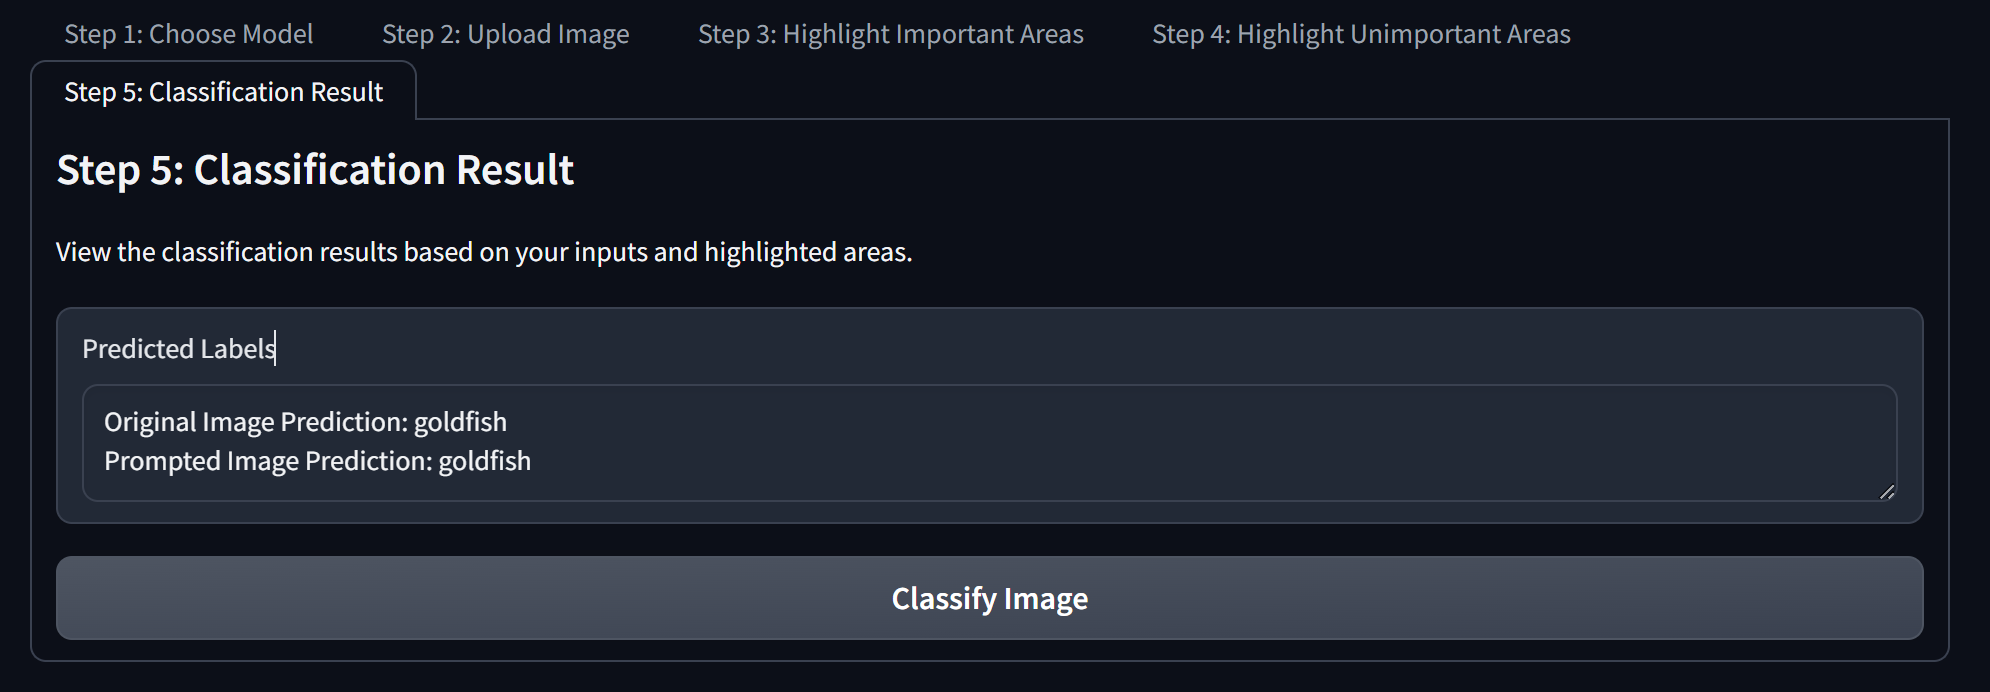 Step 1: Choose Model Step 2: Upload Image Step 3: Highlight Important Areas Step 4: Highlight Unimportant Areas
Step 5: Classification Result
Step 5: Classification Result
View the classification results based on your inputs and highlighted areas.
Predicted Labels
Original Image Prediction: goldfish
Prompted Image Prediction: goldfish
Classify Image